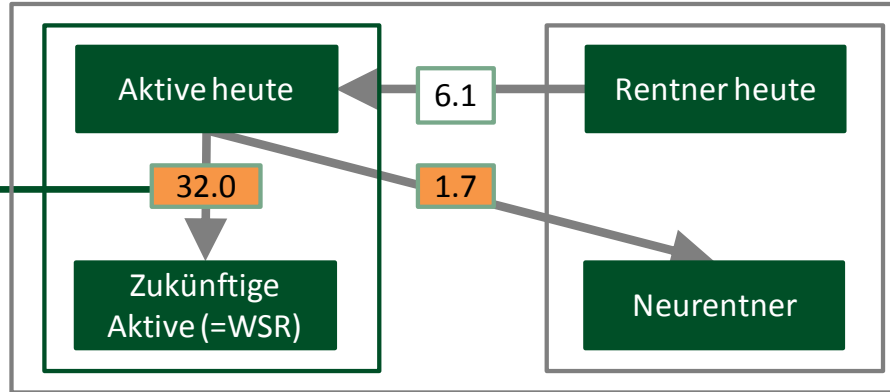 Aktive heute
6.1
Rentner heute
32.0
1.7
Zukünftige
Aktive (=WSR)
Neurentner